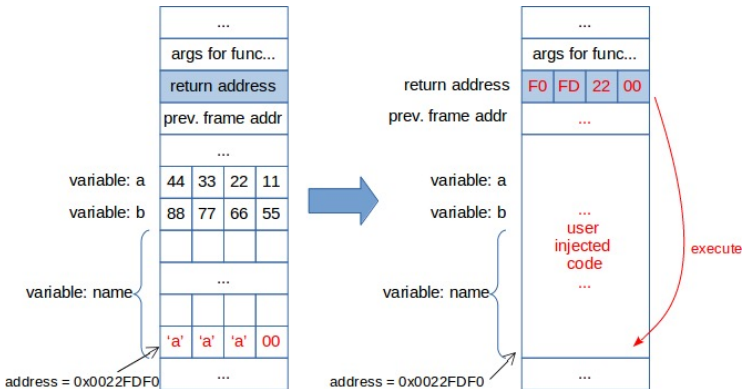 ...
args for func...
return address
prev. frame addr
...
variable: a 44 33 22 11
variable: b 88 77 66 55
...
variable: name
'a' 'a' 'a' 00
address = 0x0022FDF0
...
...
args for func...
return address F0 FD 22 00
prev. frame addr ...
variable: a
variable: b
...
user
injected
code
...
execute
variable: name
address = 0x0022FDF0
...